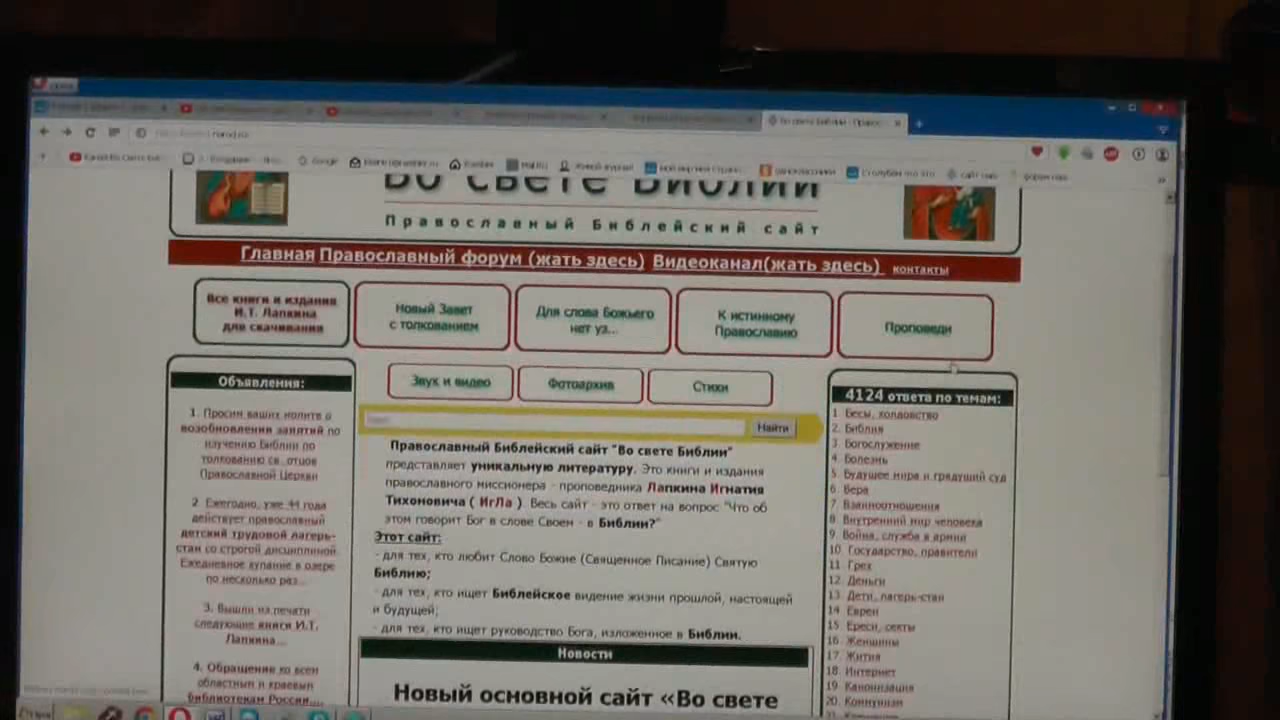 Google
Во свете Библии
Православный Библейский сайт
Главная Православный форум (жать здесь) Видеоканал(жать здесь) контакты
Все книги и издания
И.Т. Лапкина
для скачивания
Новый Завет
с толкованием
Для слова Божьего
нет уз...
К истинному
Православию
Проповеди
Звук и видео
Фотоархив
Стихи
Найти
Объявления:
1. Просим ваших молитв о
возобновлении занятий по
изучению Библии по
толкованию св. отцов
Православной Церкви
2. Ежегодно, уже 44 года
действует православный
детский трудовой лагерь-
стан со строгой дисциплиной.
Ежедневное купание в озере
по несколько раз...
3. Вышли из печати
следующие книги И.Т.
Лапкина...
4. Обращение ко всем
областным и краевым
библиотекам России....
Православный Библейский сайт "Во свете Библии"
представляет уникальную литературу. Это книги и издания
православного миссионера - проповедника Лапкина Игнатия
Тихоновича ( ИгЛа ). Весь сайт - это ответ на вопрос "Что об
этом говорит Бог в слове Своем - в Библии?"
Этот сайт:
- для тех, кто любит Слово Божие (Священное Писание) Святую
Библию;
- для тех, кто ищет Библейское видение жизни прошлой, настоящей
и будущей;
- для тех, кто ищет руководство Бога, изложенное в Библии.
Новости
Новый основной сайт «Во свете
4124 ответа по темам:
1. Бесы, колдовство
2. Библия
3. Богослужение
4. Болезнь
5. Будущее мира и грядущий суд
6. Вера
7. Взаимоотношения
8. Внутренний мир человека
9. Война, служба в армии
10. Государство, правители
11. Грех
12. Деньги
13. Дети, лагерь-стан
14. Евреи
15. Ереси, секты
16. Женщины
17. Жития
18. Интернет
19. Канонизация
20. Коммунизм